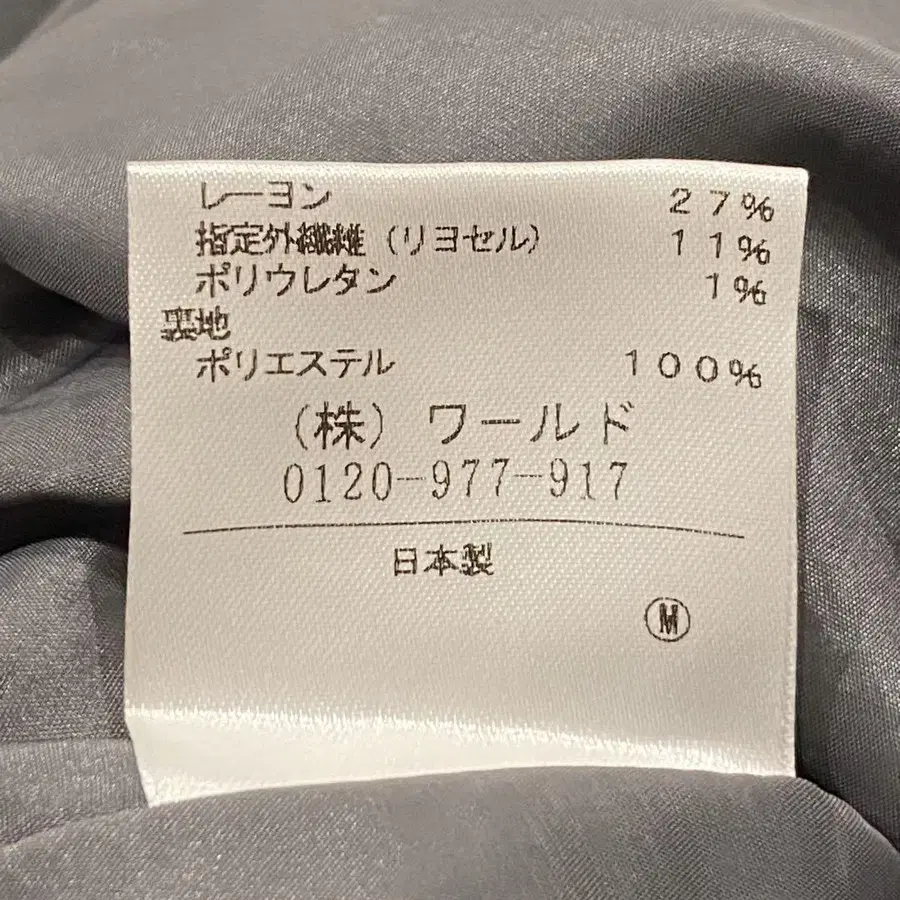 レーヨン 27%
指定外繊維(リヨセル) 11%
ポリウレタン 1%
裏地
ポリエステル 100%
(株)ワールド
0120-977-917
日本製
M